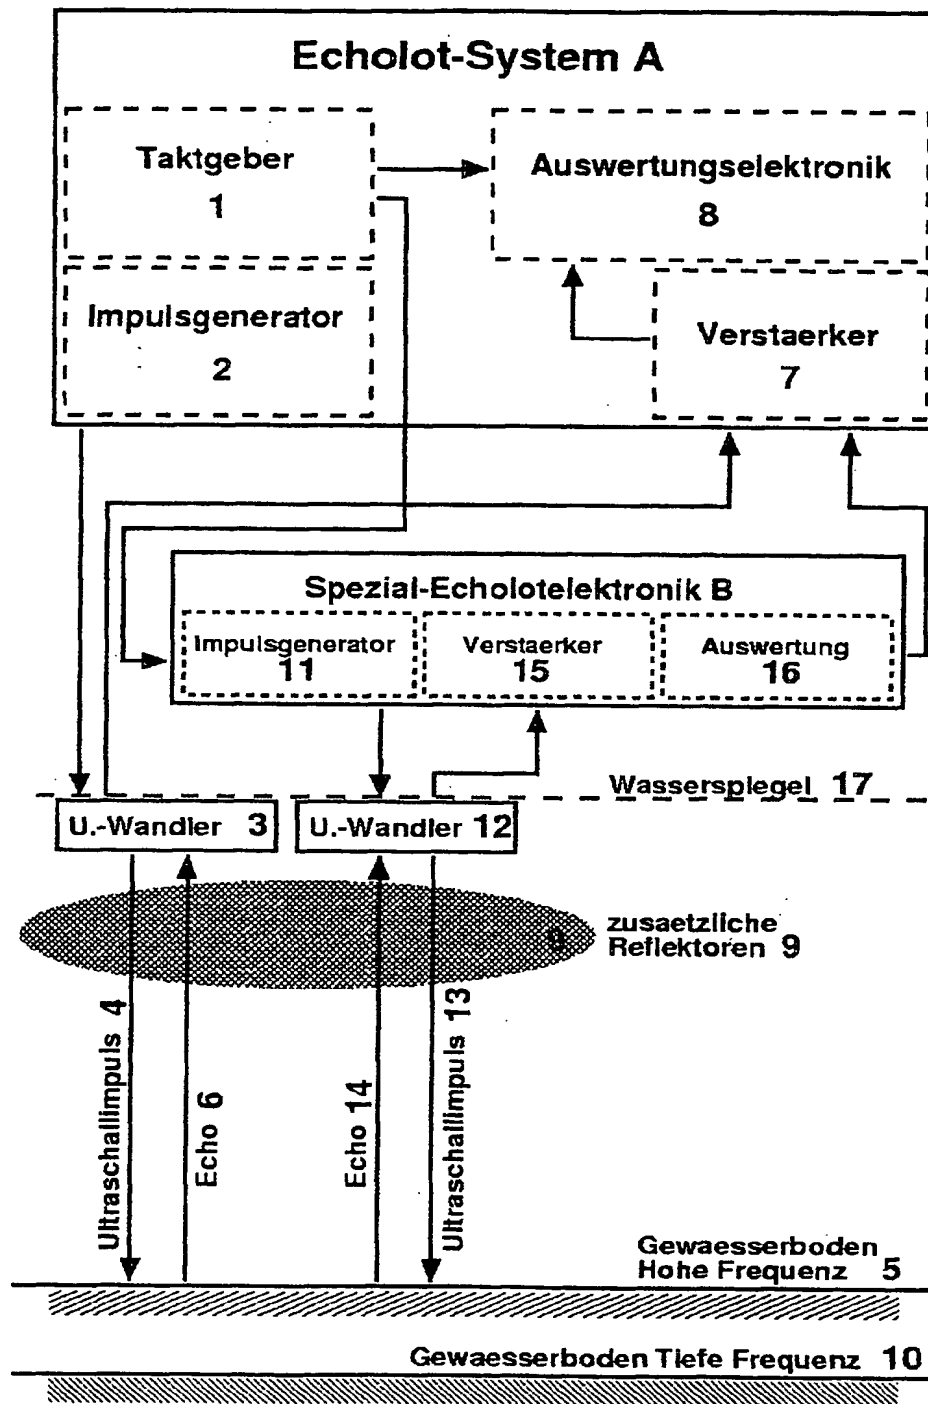 Echolot-System A
Taktgeber
1
Auswertungselektronik
8
Impulsgenerator
2
Verstaerker
7
Spezial-Echolotelektronik B
Impulsgenerator
11
Verstaerker
15
Auswertung
16
Wasserspiegel 17
U.-Wandler 3
U.-Wandler 12
zusaetzliche
Reflektoren 9
9
Ultraschallimpuls 4
Echo 6
Echo 14
Ultraschallimpuls 13
Gewaesserboden
Hohe Frequenz 5
Gewaesserboden Tiefe Frequenz 10